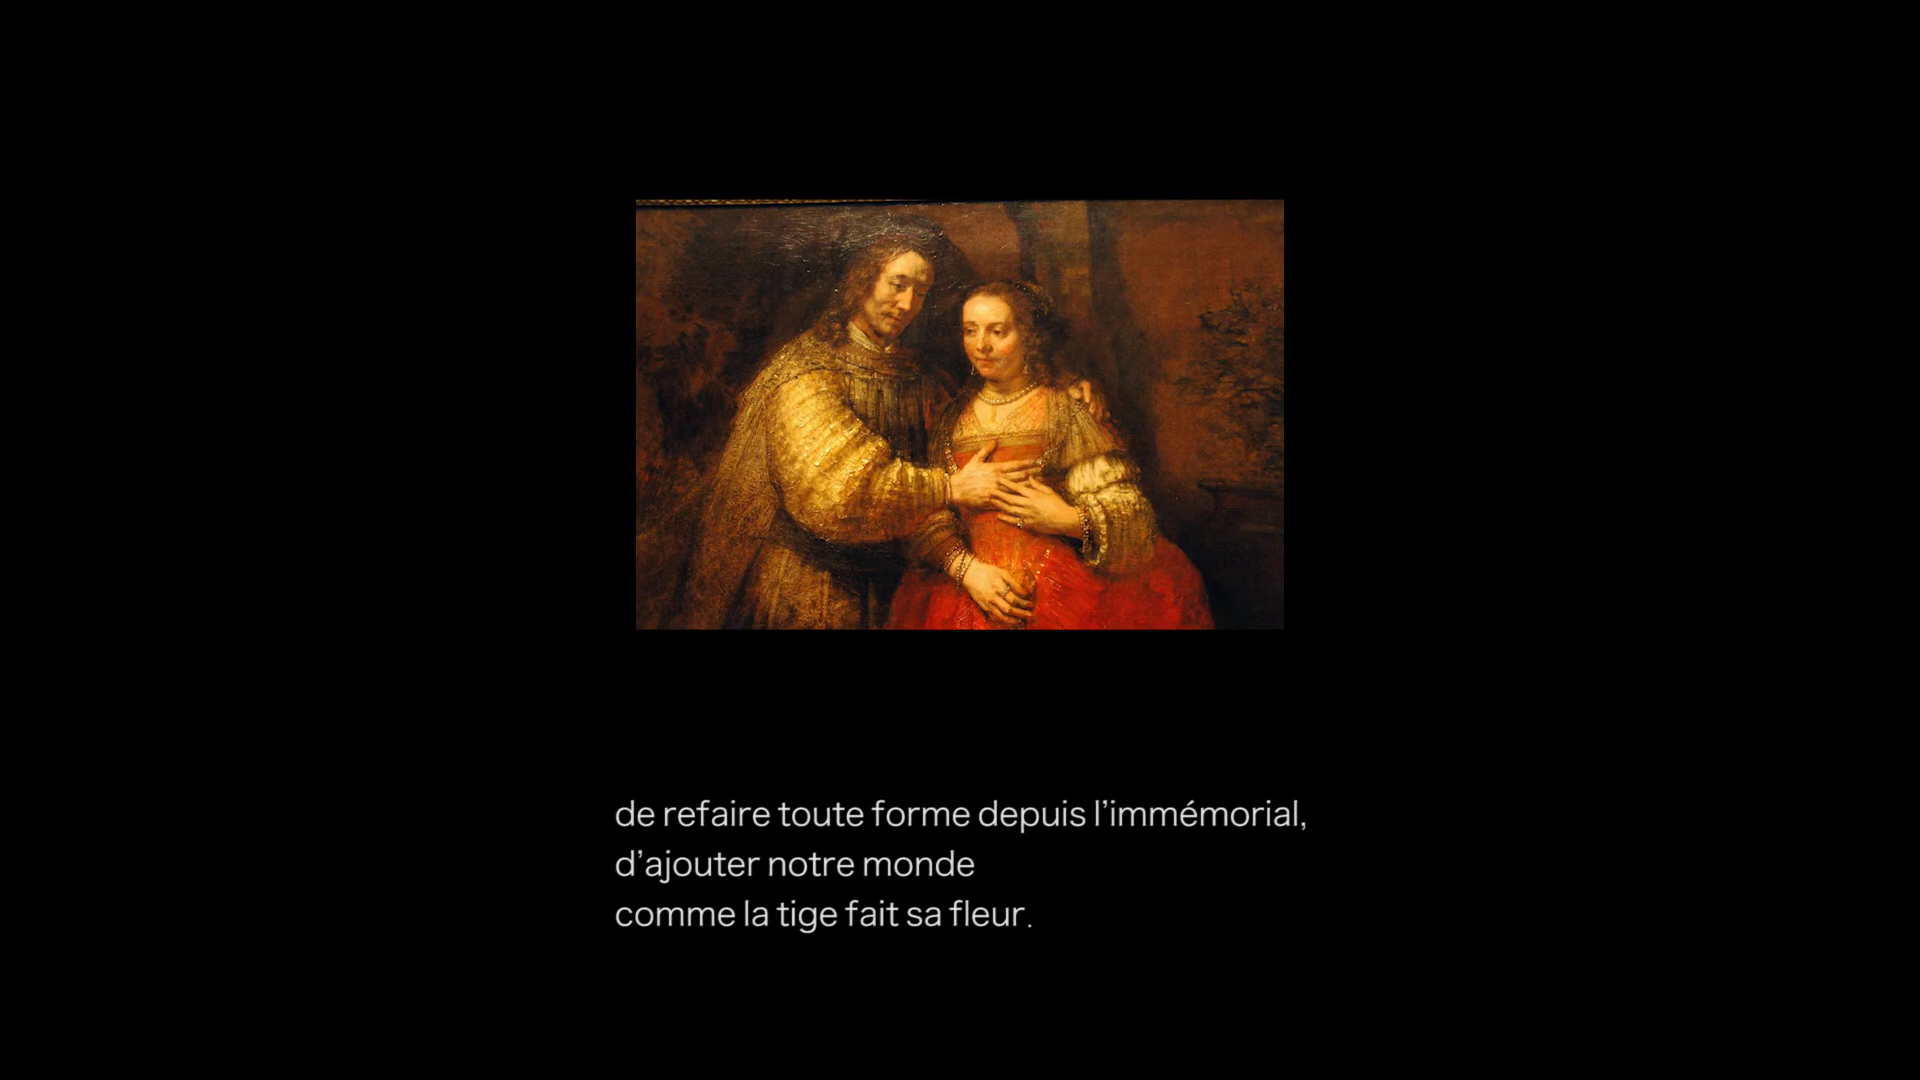 de refaire toute forme depuis l’immémorial,
d’ajouter notre monde
comme la tige fait sa fleur.